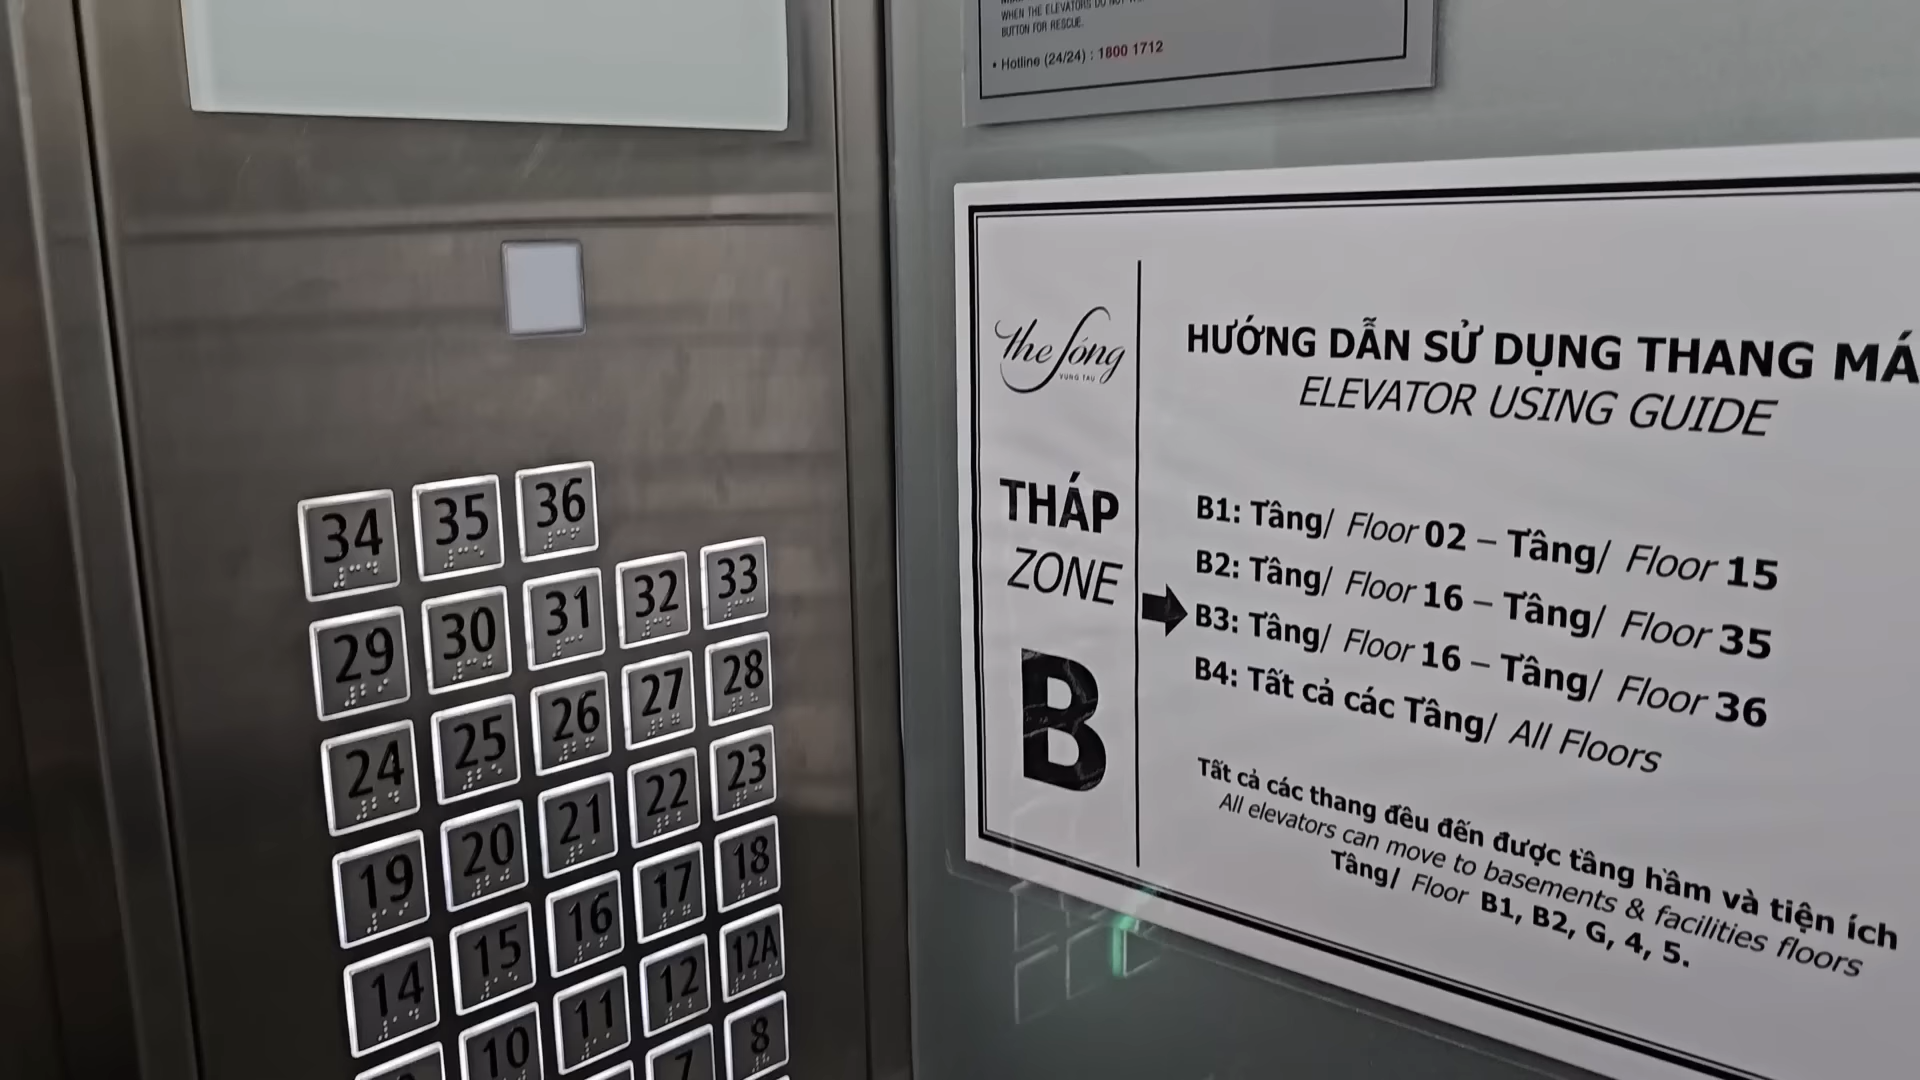 WHEN THE ELEVATORS DO NOT
BUTTON FOR RESCUE.
• Hotline (24/24) : 1800 1712
the Sóng
VUNG TAU
THÁP
ZONE
B
HƯỚNG DẪN SỬ DỤNG THANG MÁ
ELEVATOR USING GUIDE
B1: Tầng/ Floor 02 – Tầng/ Floor 15
B2: Tầng/ Floor 16 – Tầng/ Floor 35
B3: Tầng/ Floor 16 – Tầng/ Floor 36
B4: Tất cả các Tầng/ All Floors
Tất cả các thang đều đến được tầng hầm và tiện ích
All elevators can move to basements & facilities floors
Tầng/ Floor B1, B2, G, 4, 5.
34 35 36
29 30 31 32 33
24 25 26 27 28
19 20 21 22 23
14 15 16 17 18
10 11 12 12A
7 8